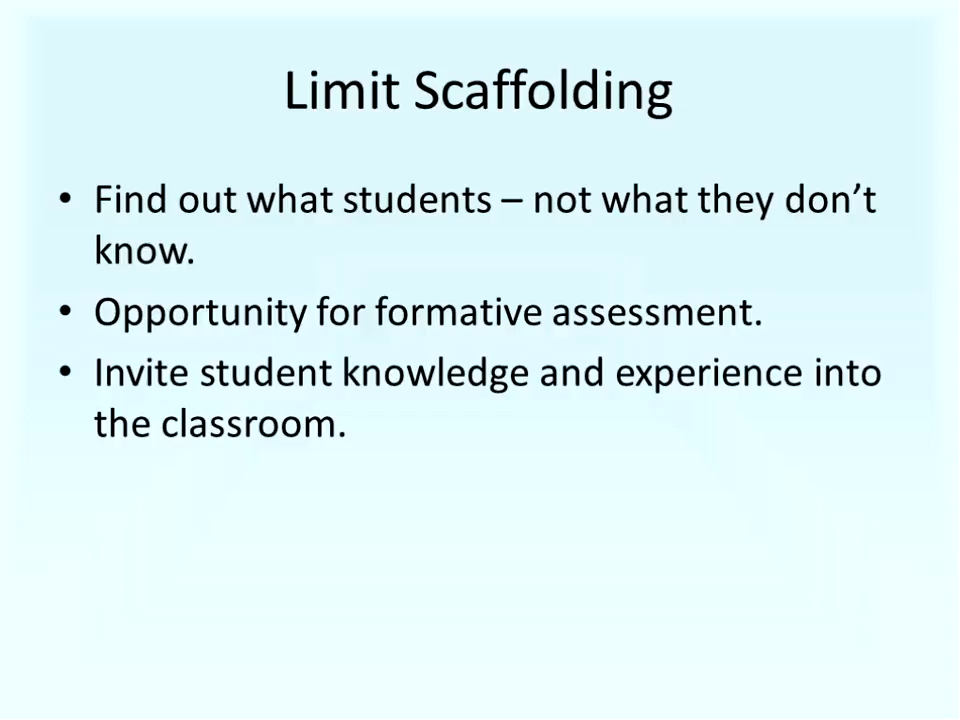 Limit Scaffolding
• Find out what students – not what they don’t
know.
• Opportunity for formative assessment.
• Invite student knowledge and experience into
the classroom.